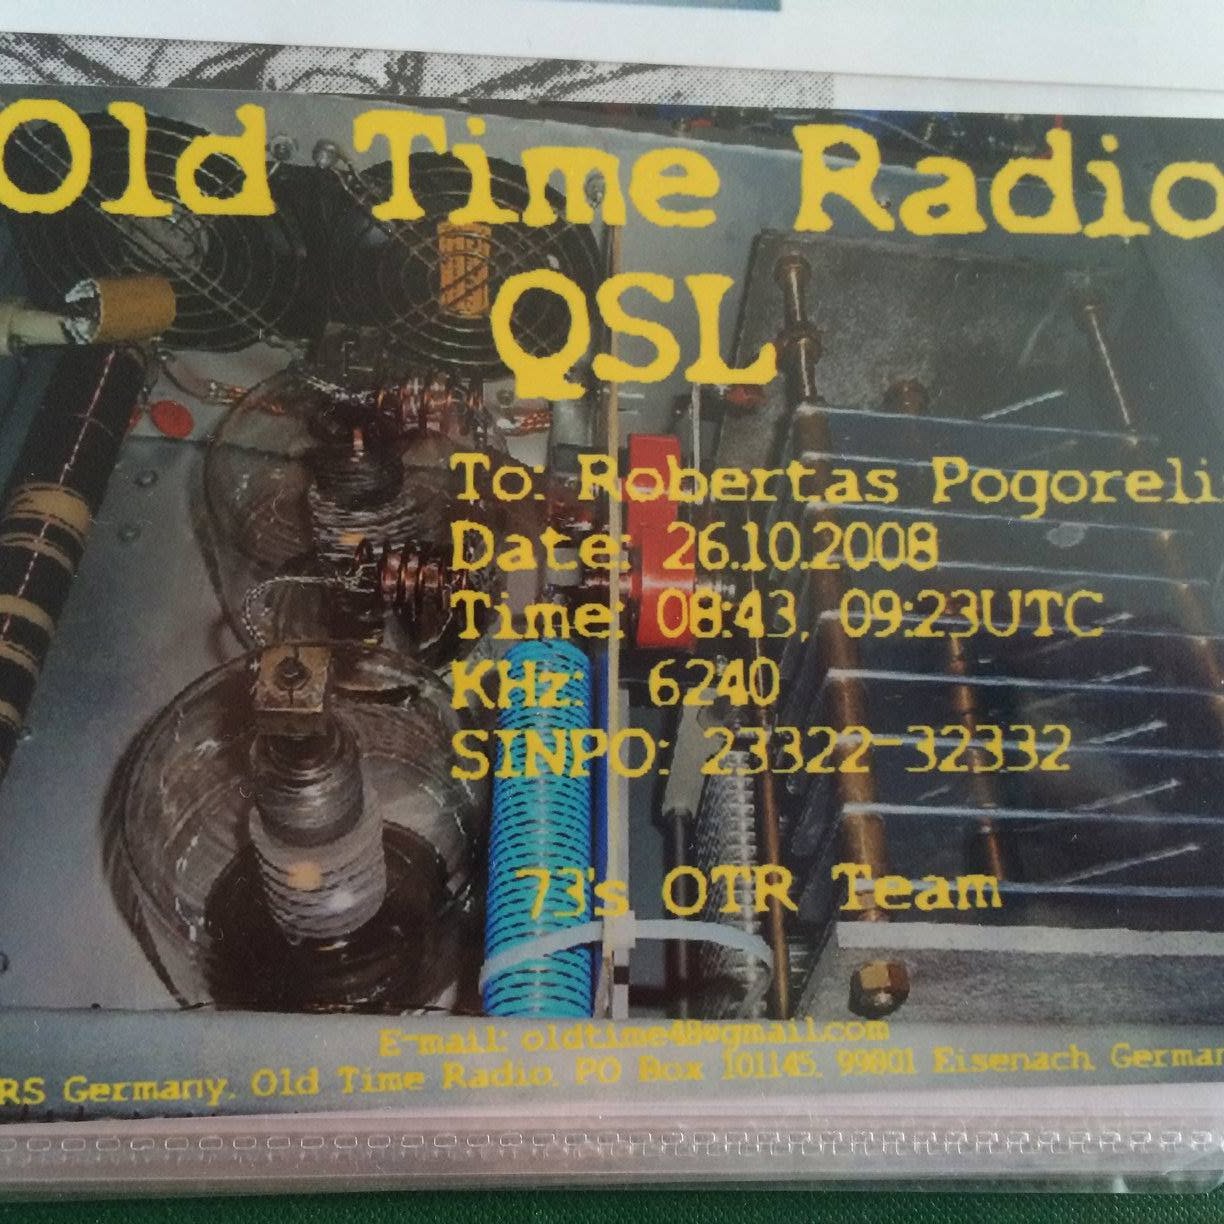 Old Time Radio
QSL
To: Robertas Pogoreli
Date: 26.10.2008
Time: 08:43, 09:23UTC
KHz: 6240
SINPO: 23322-32332
73's OTR Team
E-mail: oldtime48@gmail.com
RS Germany, Old Time Radio, PO Box 101145, 99801 Eisenach, German